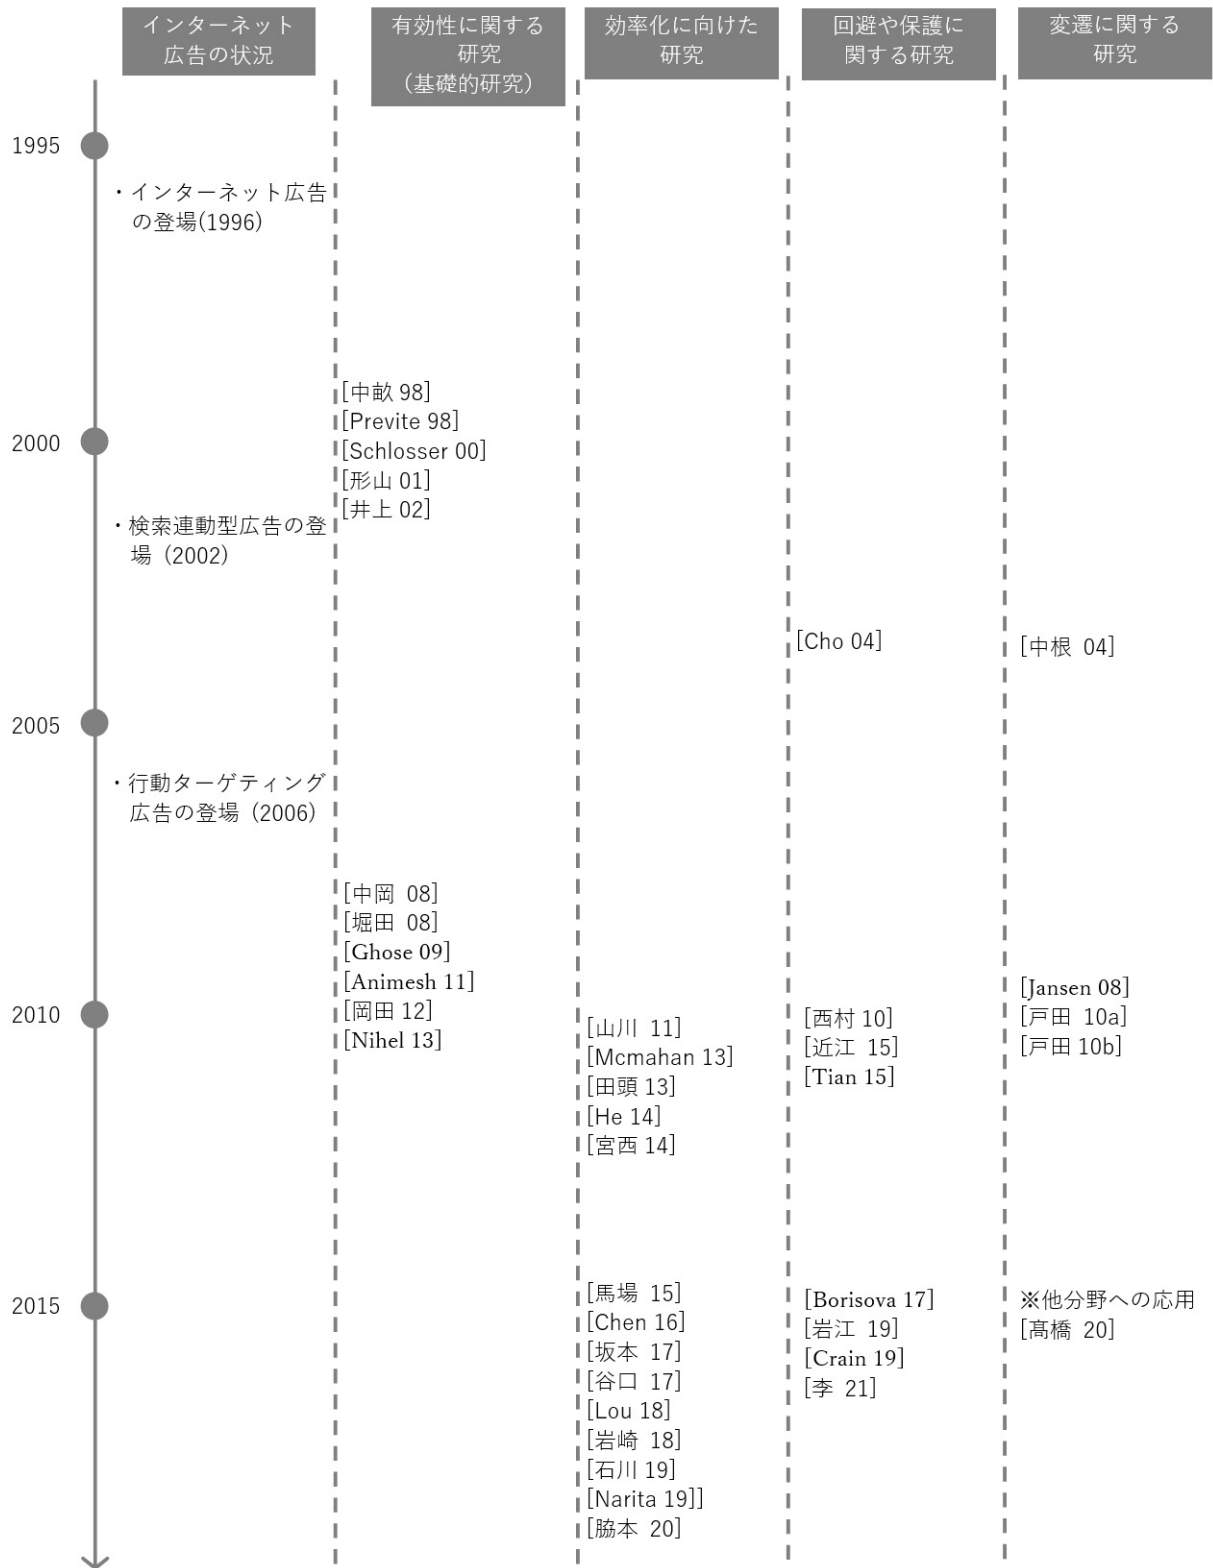 インターネット
広告の状況
有効性に関する
研究
（基礎的研究）
効率化に向けた
研究
回避や保護に
関する研究
変遷に関する
研究
1995
・インターネット広告
の登場(1996)
[中畝 98]
[Previte 98]
2000
[Schlosser 00]
[形山 01]
[井上 02]
・検索連動型広告の登
場（2002）
[Cho 04]
[中根 04]
2005
・行動ターゲティング
広告の登場（2006）
[中岡 08]
[堀田 08]
[Ghose 09]
[Animesh 11]
[岡田 12]
[Nihel 13]
2010
[山川 11]
[Mcmahan 13]
[田頭 13]
[He 14]
[宮西 14]
[西村 10]
[近江 15]
[Tian 15]
[Jansen 08]
[戸田 10a]
[戸田 10b]
2015
[馬場 15]
[Chen 16]
[坂本 17]
[谷口 17]
[Lou 18]
[岩崎 18]
[石川 19]
[Narita 19]]
[脇本 20]
[Borisova 17]
[岩江 19]
[Crain 19]
[李 21]
※他分野への応用
[髙橋 20]